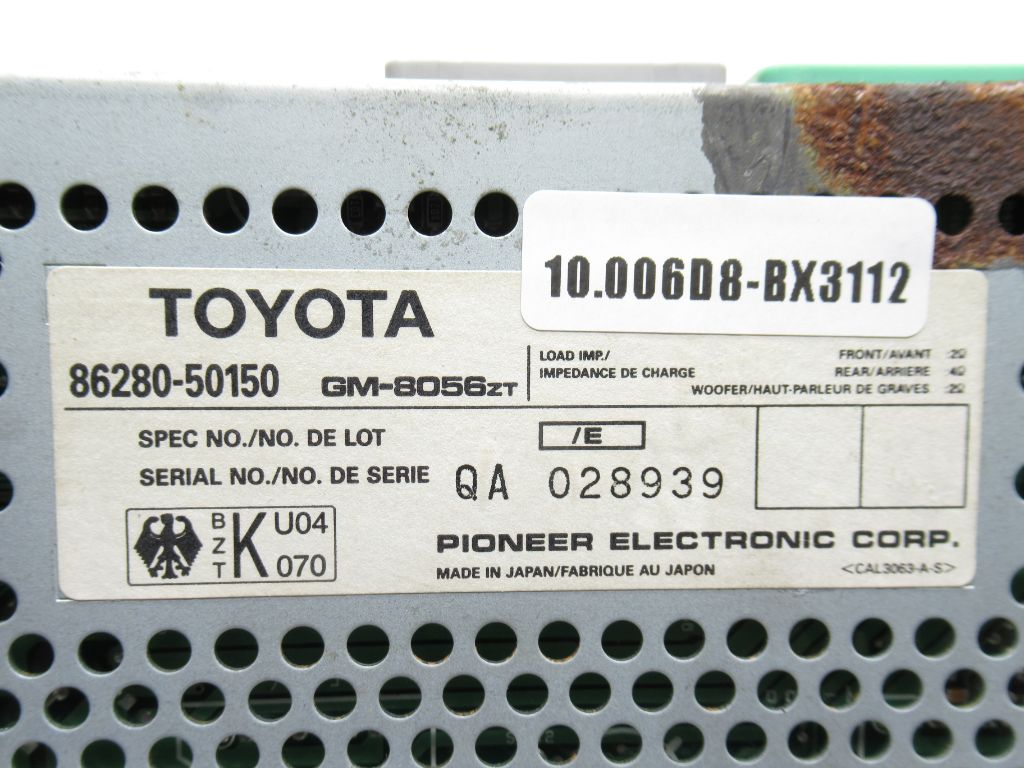 10.006D8-BX3112
TOYOTA
86280-50150 GM-8056ZT
LOAD IMP./ FRONT/AVANT :2Ω
IMPEDANCE DE CHARGE REAR/ARRIERE :4Ω
WOOFER/HAUT-PARLEUR DE GRAVES :2Ω
SPEC NO./NO. DE LOT /E
SERIAL NO./NO. DE SERIE QA 028939
BZT K U04 070
PIONEER ELECTRONIC CORP.
MADE IN JAPAN/FABRIQUE AU JAPON <CAL3063-A-S>